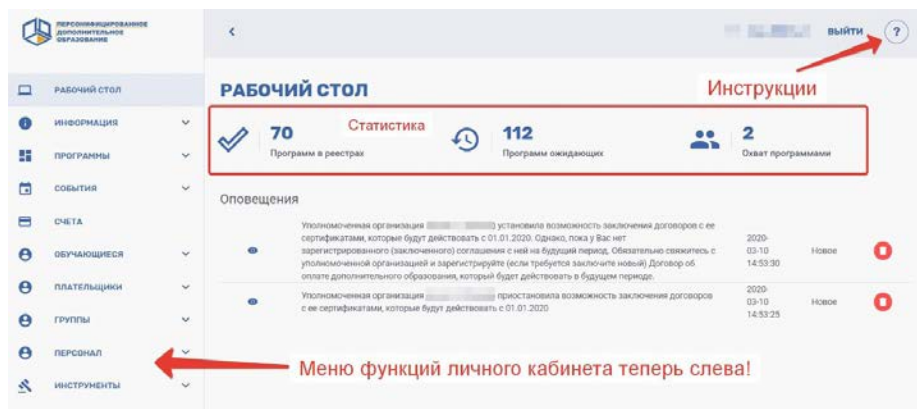 ПЕРСОНИФИЦИРОВАННОЕ
ДОПОЛНИТЕЛЬНОЕ
ОБРАЗОВАНИЕ
ВЫЙТИ
?
Инструкции
РАБОЧИЙ СТОЛ
ИНФОРМАЦИЯ
ПРОГРАММЫ
СОБЫТИЯ
СЧЕТА
ОБУЧАЮЩИЕСЯ
ПЛАТЕЛЬЩИКИ
ГРУППЫ
ПЕРСОНАЛ
ИНСТРУМЕНТЫ
РАБОЧИЙ СТОЛ
Статистика
70
Программ в реестрах
112
Программ ожидающих
2
Охват программами
Оповещения
Уполномоченная организация установила возможность заключения договоров с ее
сертификатами, которые будут действовать с 01.01.2020. Однако, пока у Вас нет
зарегистрированного (заключенного) соглашения с ней на будущий период. Обязательно свяжитесь с
уполномоченной организацией и зарегистрируйте (если требуется заключите новый) Договор об
оплате дополнительного образования, который будет действовать в будущем периоде.
2020-
03-10
14:53:30
Новое
Уполномоченная организация приостановила возможность заключения договоров
с ее сертификатами, которые будут действовать с 01.01.2020
2020-
03-10
14:53:25
Новое
Меню функций личного кабинета теперь слева!